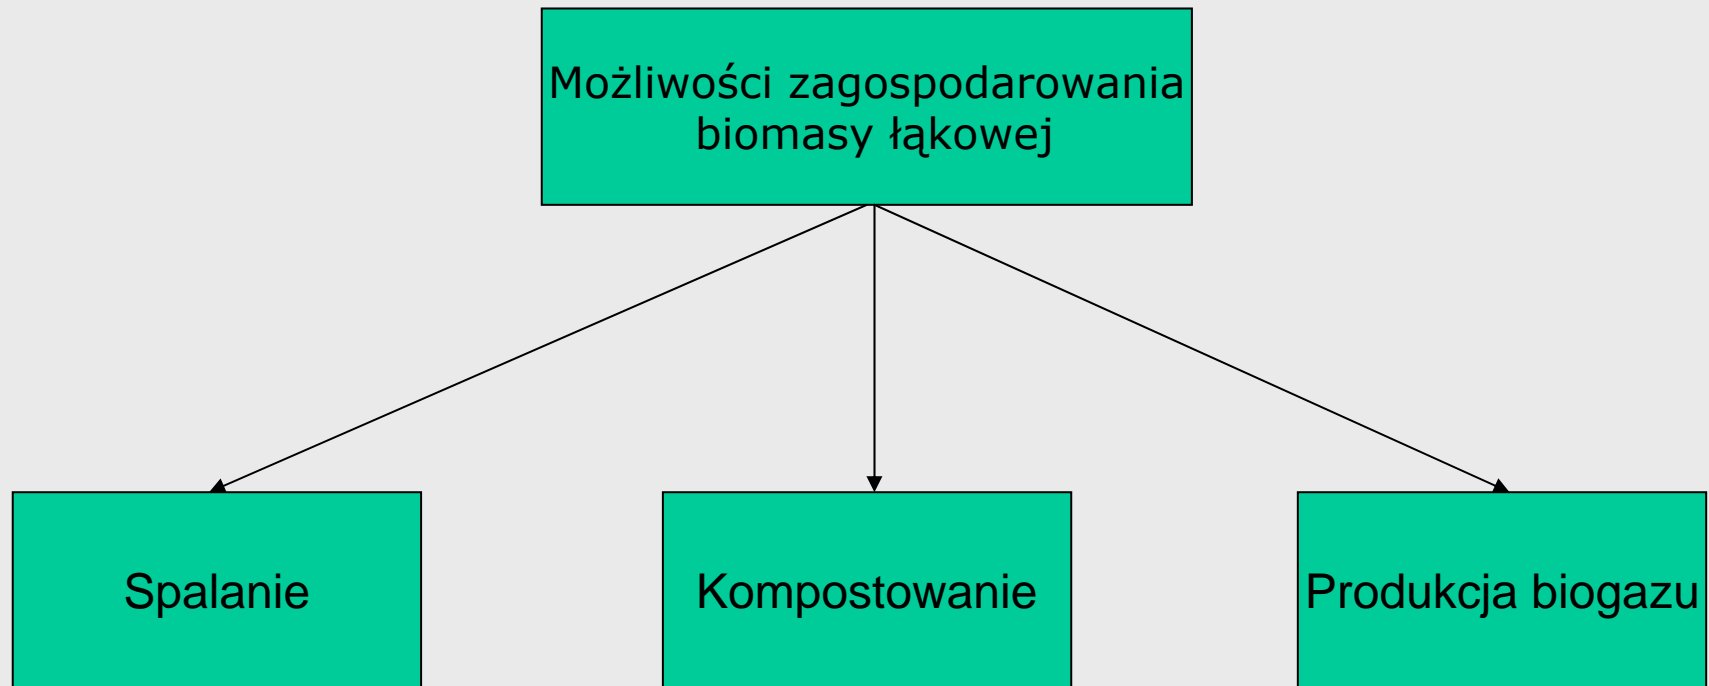 Możliwości zagospodarowania
biomasy łąkowej
Spalanie
Kompostowanie
Produkcja biogazu